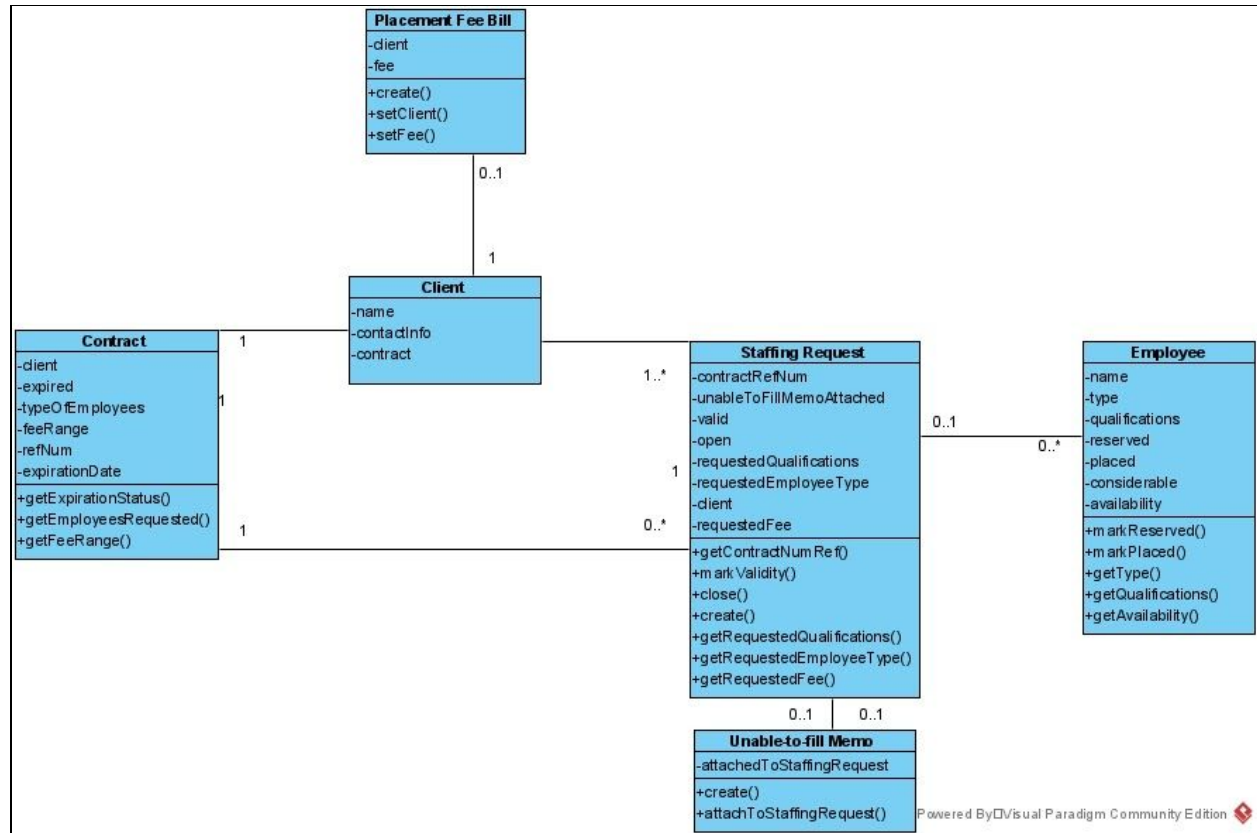 Placement Fee Bill
-client
-fee
+create()
+setClient()
+setFee()
0..1
1
Client
-name
-contactInfo
-contract
1
1
Contract
-client
-expired
-typeOfEmployees
-feeRange
-refNum
-expirationDate
+getExpirationStatus()
+getEmployeesRequested()
+getFeeRange()
1
1..*
1
0..*
Staffing Request
-contractRefNum
-unableToFillMemoAttached
-valid
-open
-requestedQualifications
-requestedEmployeeType
-client
-requestedFee
+getContractNumRef()
+markValidity()
+close()
+create()
+getRequestedQualifications()
+getRequestedEmployeeType()
+getRequestedFee()
0..1
0..*
Employee
-name
-type
-qualifications
-reserved
-placed
-considerable
-availability
+markReserved()
+markPlaced()
+getType()
+getQualifications()
+getAvailability()
0..1 0..1
Unable-to-fill Memo
-attachedToStaffingRequest
+create()
+attachToStaffingRequest()
Powered By□Visual Paradigm Community Edition